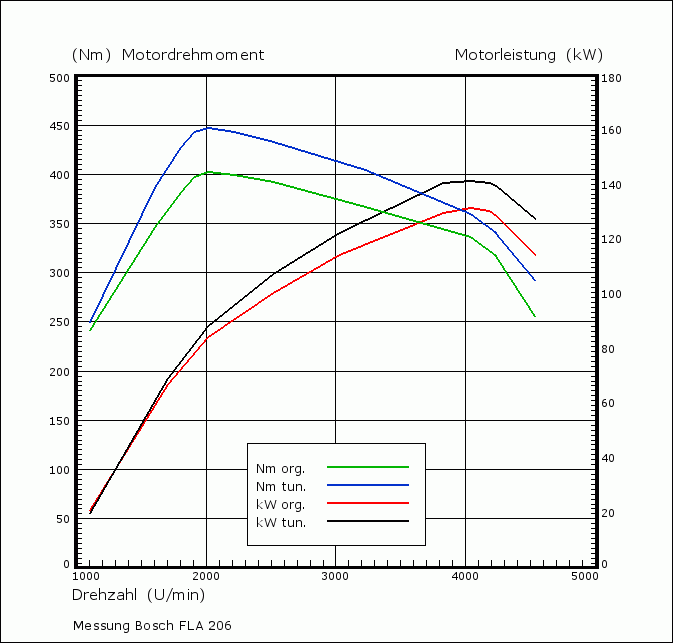 (Nm) Motordrehmoment Motorleistung (kW)
500 180
450 160
400 140
350 120
300 100
250 80
200 60
150 40
100 20
50 0
0
1000 2000 3000 4000 5000
Drehzahl (U/min)
Nm org.
Nm tun.
kW org.
kW tun.
Messung Bosch FLA 206